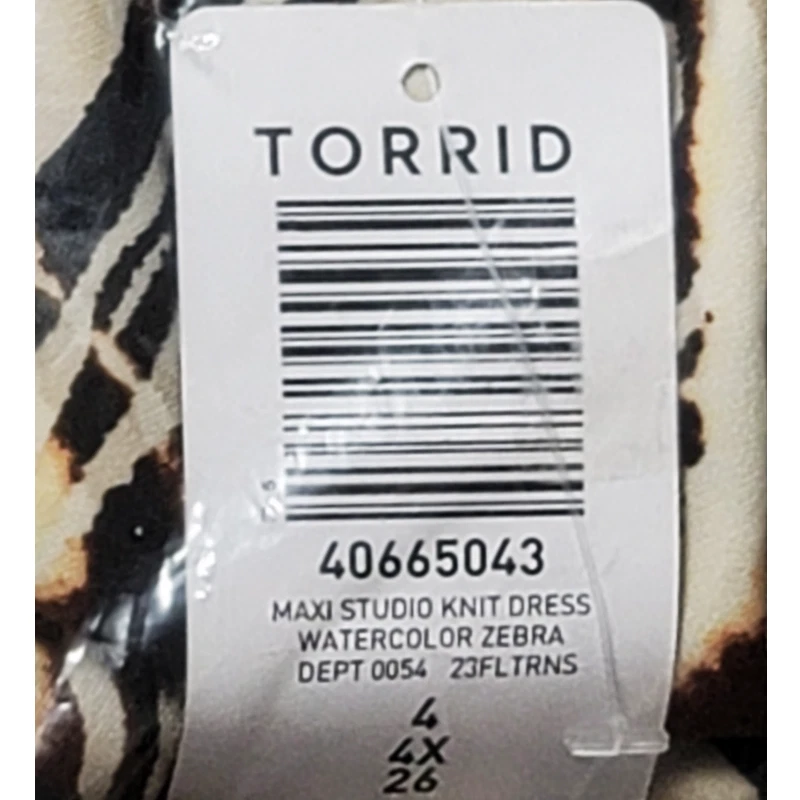 TORRID
40665043
MAXI STUDIO KNIT DRESS
WATERCOLOR ZEBRA
DEPT 0054 23FLTRNS
4
4X
26